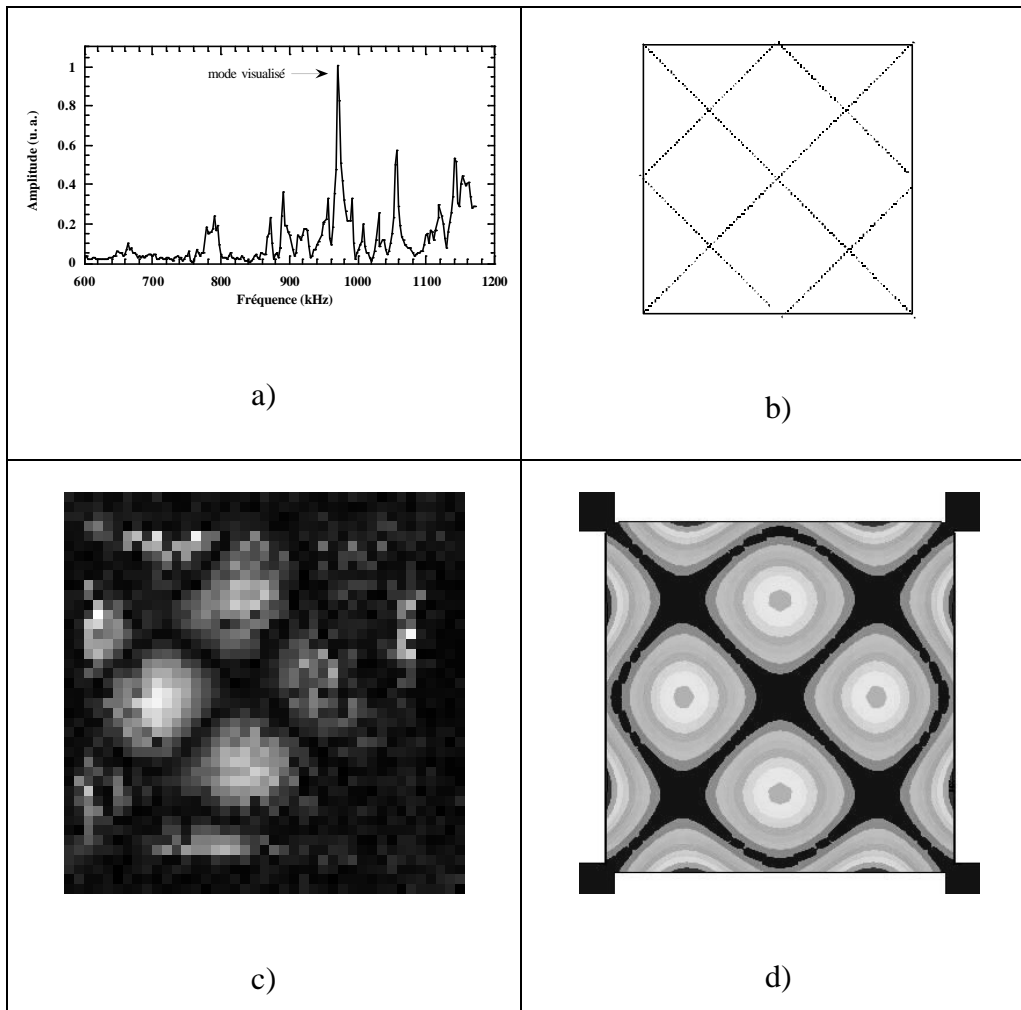 mode visualisé
Amplitude (u. a.)
1
0.8
0.6
0.4
0.2
0
600 700 800 900 1000 1100 1200
Fréquence (kHz)
a)
b)
c)
d)